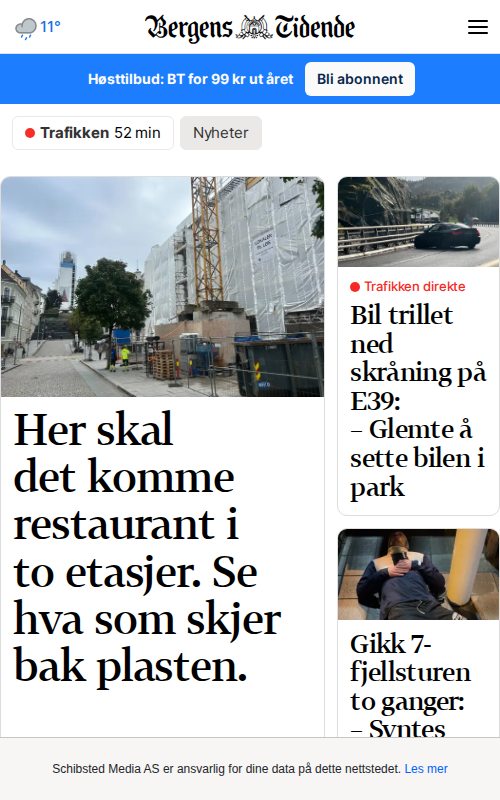 11°
Bergens Tidende
Høsttilbud: BT for 99 kr ut året
Bli abonnent
Trafikken 52 min
Nyheter
Her skal
det komme
restaurant i
to etasjer. Se
hva som skjer
bak plasten.
Trafikken direkte
Bil trillet
ned
skråning på
E39:
– Glemte å
sette bilen i
park
Gikk 7-
fjellsturen
to ganger:
– Syntes
Schibsted Media AS er ansvarlig for dine data på dette nettstedet. Les mer